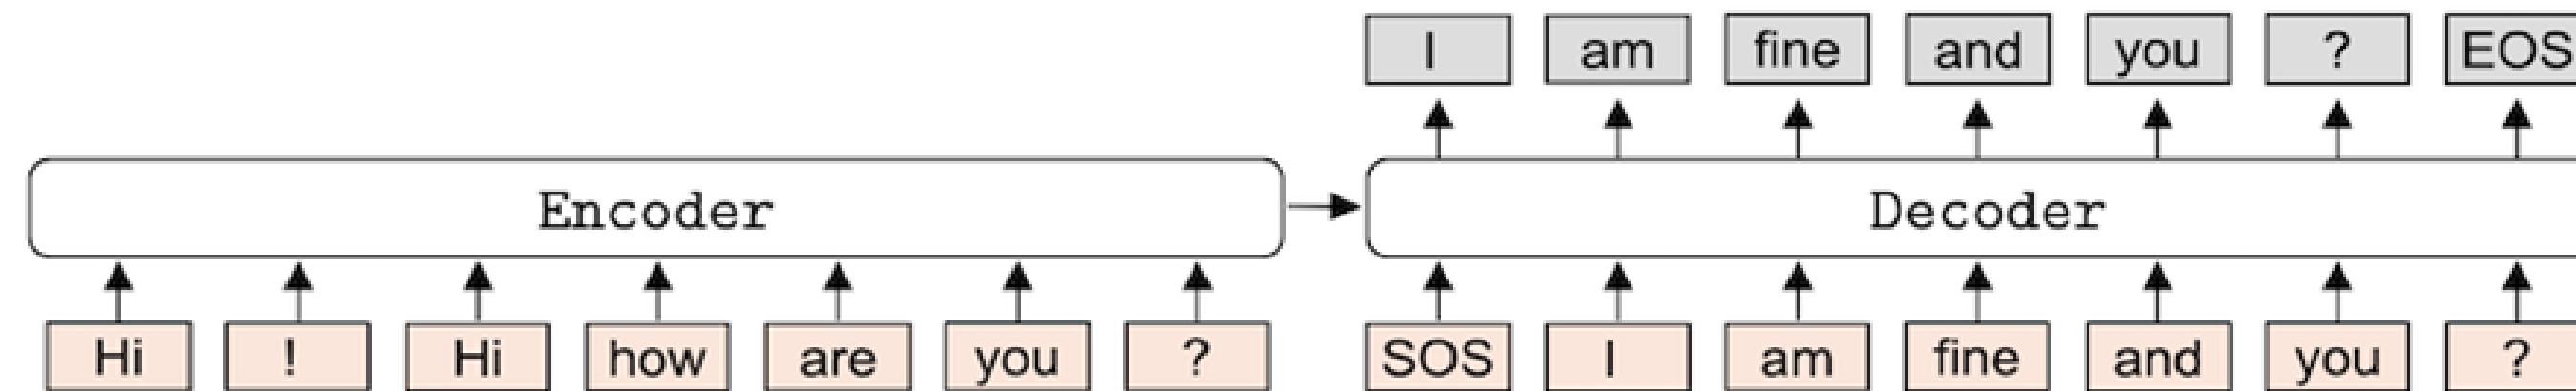 I am fine and you ? EOS
Encoder Decoder
Hi ! Hi how are you ? SOS I am fine and you ?